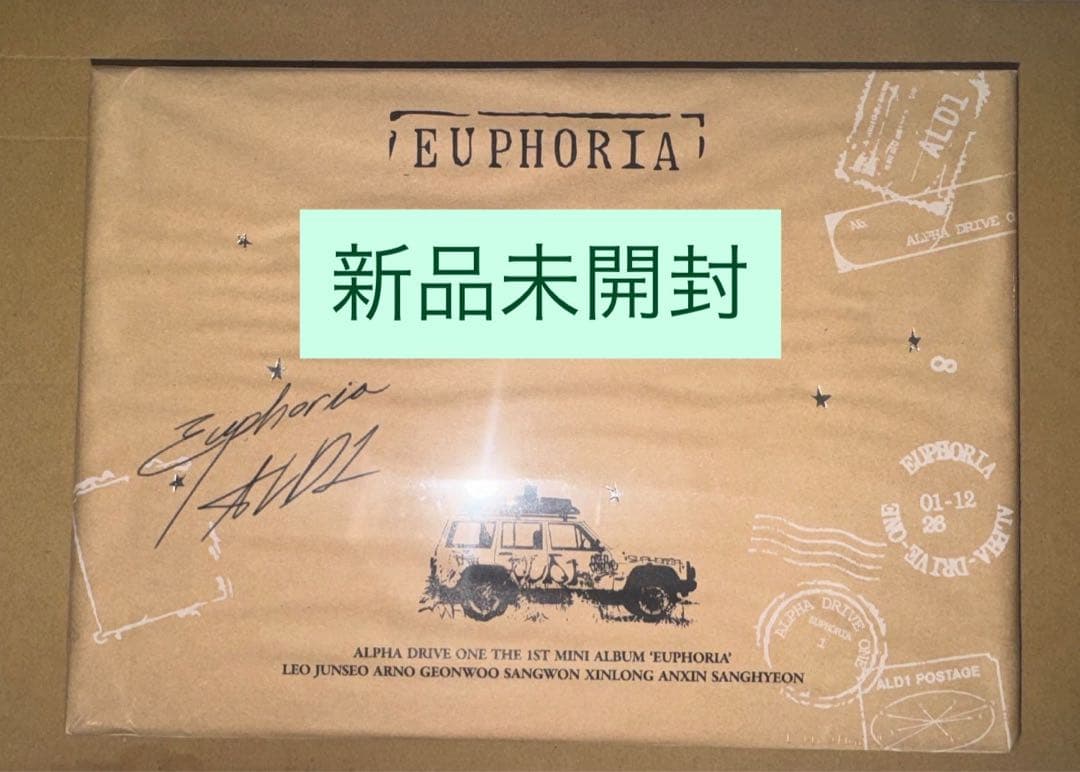 EUPHORIA
ALD1
No.
ALPHA DRIVE O
新品未開封
8
Euphoria
ALD1
EUPHORIA
01-12
26
ALPHA-DRIVE-ONE
ALPHA DRIVE ONE
EUPHORIA
1
ALPHA DRIVE ONE THE 1ST MINI ALBUM 'EUPHORIA'
LEO JUNSEO ARNO GEONWOO SANGWON XINLONG ANXIN SANGHYEON
ALD1 POSTAGE